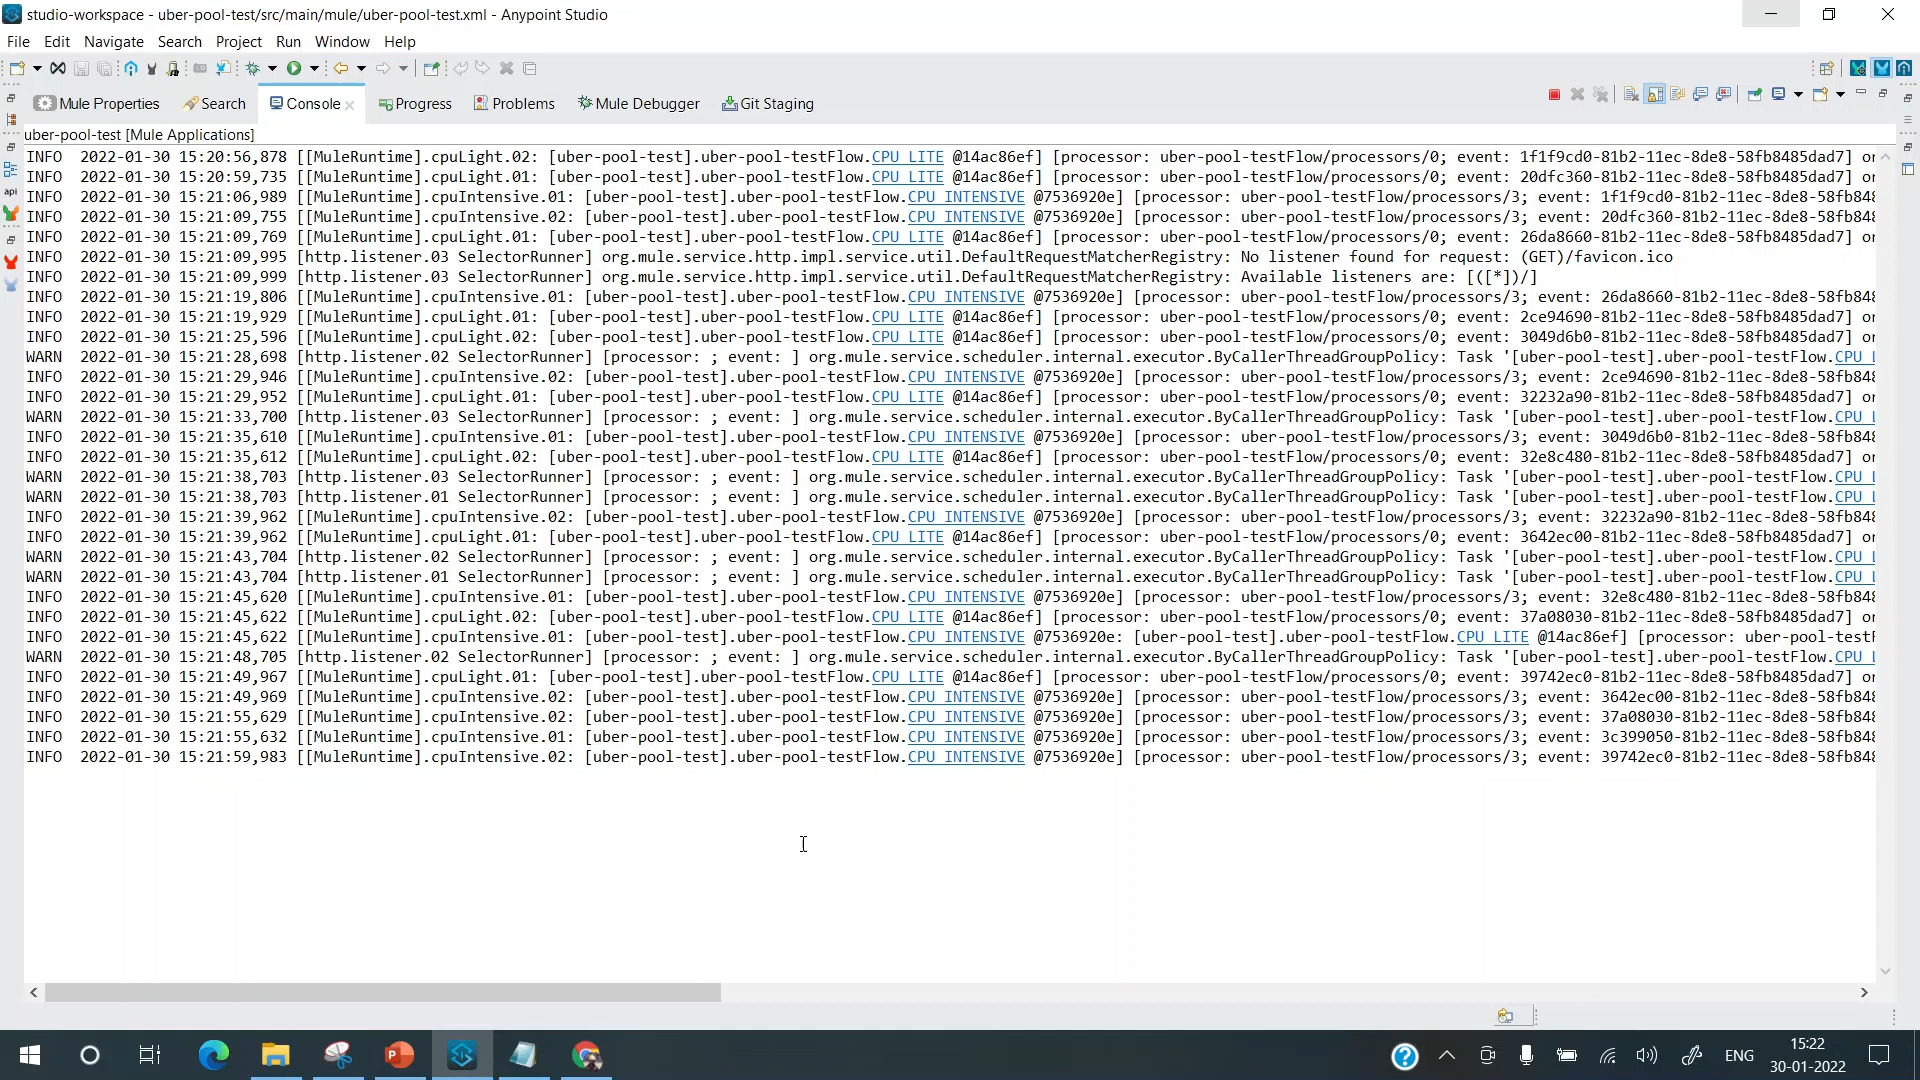 studio-workspace - uber-pool-test/src/main/mule/uber-pool-test.xml - Anypoint Studio
File Edit Navigate Search Project Run Window Help
Mule Properties Search Console Progress Problems Mule Debugger Git Staging
uber-pool-test [Mule Applications]
INFO 2022-01-30 15:20:56,878 [[MuleRuntime].cpuLight.02: [uber-pool-test].uber-pool-testFlow.CPU_LITE @14ac86ef] [processor: uber-pool-testFlow/processors/0; event: 1f1f9cd0-81b2-11ec-8de8-58fb8485dad7] or
INFO 2022-01-30 15:20:59,735 [[MuleRuntime].cpuLight.01: [uber-pool-test].uber-pool-testFlow.CPU_LITE @14ac86ef] [processor: uber-pool-testFlow/processors/0; event: 20dfc360-81b2-11ec-8de8-58fb8485dad7] or
INFO 2022-01-30 15:21:06,989 [[MuleRuntime].cpuIntensive.01: [uber-pool-test].uber-pool-testFlow.CPU_INTENSIVE @7536920e] [processor: uber-pool-testFlow/processors/3; event: 1f1f9cd0-81b2-11ec-8de8-58fb848
INFO 2022-01-30 15:21:09,755 [[MuleRuntime].cpuIntensive.02: [uber-pool-test].uber-pool-testFlow.CPU_INTENSIVE @7536920e] [processor: uber-pool-testFlow/processors/3; event: 20dfc360-81b2-11ec-8de8-58fb848
INFO 2022-01-30 15:21:09,769 [[MuleRuntime].cpuLight.01: [uber-pool-test].uber-pool-testFlow.CPU_LITE @14ac86ef] [processor: uber-pool-testFlow/processors/0; event: 26da8660-81b2-11ec-8de8-58fb8485dad7] or
INFO 2022-01-30 15:21:09,995 [http.listener.03 SelectorRunner] org.mule.service.http.impl.service.util.DefaultRequestMatcherRegistry: No listener found for request: (GET)/favicon.ico
INFO 2022-01-30 15:21:09,999 [http.listener.03 SelectorRunner] org.mule.service.http.impl.service.util.DefaultRequestMatcherRegistry: Available listeners are: [([*])/]
INFO 2022-01-30 15:21:19,806 [[MuleRuntime].cpuIntensive.01: [uber-pool-test].uber-pool-testFlow.CPU_INTENSIVE @7536920e] [processor: uber-pool-testFlow/processors/3; event: 26da8660-81b2-11ec-8de8-58fb848
INFO 2022-01-30 15:21:19,929 [[MuleRuntime].cpuLight.01: [uber-pool-test].uber-pool-testFlow.CPU_LITE @14ac86ef] [processor: uber-pool-testFlow/processors/0; event: 2ce94690-81b2-11ec-8de8-58fb8485dad7] or
INFO 2022-01-30 15:21:25,596 [[MuleRuntime].cpuLight.02: [uber-pool-test].uber-pool-testFlow.CPU_LITE @14ac86ef] [processor: uber-pool-testFlow/processors/0; event: 3049d6b0-81b2-11ec-8de8-58fb8485dad7] or
WARN 2022-01-30 15:21:28,698 [http.listener.02 SelectorRunner] [processor: ; event: ] org.mule.service.scheduler.internal.executor.ByCallerThreadGroupPolicy: Task '[uber-pool-test].uber-pool-testFlow.CPU_L
INFO 2022-01-30 15:21:29,946 [[MuleRuntime].cpuIntensive.02: [uber-pool-test].uber-pool-testFlow.CPU_INTENSIVE @7536920e] [processor: uber-pool-testFlow/processors/3; event: 2ce94690-81b2-11ec-8de8-58fb848
INFO 2022-01-30 15:21:29,952 [[MuleRuntime].cpuLight.01: [uber-pool-test].uber-pool-testFlow.CPU_LITE @14ac86ef] [processor: uber-pool-testFlow/processors/0; event: 32232a90-81b2-11ec-8de8-58fb8485dad7] or
WARN 2022-01-30 15:21:33,700 [http.listener.03 SelectorRunner] [processor: ; event: ] org.mule.service.scheduler.internal.executor.ByCallerThreadGroupPolicy: Task '[uber-pool-test].uber-pool-testFlow.CPU_L
INFO 2022-01-30 15:21:35,610 [[MuleRuntime].cpuIntensive.01: [uber-pool-test].uber-pool-testFlow.CPU_INTENSIVE @7536920e] [processor: uber-pool-testFlow/processors/3; event: 3049d6b0-81b2-11ec-8de8-58fb848
INFO 2022-01-30 15:21:35,612 [[MuleRuntime].cpuLight.02: [uber-pool-test].uber-pool-testFlow.CPU_LITE @14ac86ef] [processor: uber-pool-testFlow/processors/0; event: 32e8c480-81b2-11ec-8de8-58fb8485dad7] or
WARN 2022-01-30 15:21:38,703 [http.listener.03 SelectorRunner] [processor: ; event: ] org.mule.service.scheduler.internal.executor.ByCallerThreadGroupPolicy: Task '[uber-pool-test].uber-pool-testFlow.CPU_L
WARN 2022-01-30 15:21:38,703 [http.listener.01 SelectorRunner] [processor: ; event: ] org.mule.service.scheduler.internal.executor.ByCallerThreadGroupPolicy: Task '[uber-pool-test].uber-pool-testFlow.CPU_L
INFO 2022-01-30 15:21:39,962 [[MuleRuntime].cpuIntensive.02: [uber-pool-test].uber-pool-testFlow.CPU_INTENSIVE @7536920e] [processor: uber-pool-testFlow/processors/3; event: 32232a90-81b2-11ec-8de8-58fb848
INFO 2022-01-30 15:21:39,962 [[MuleRuntime].cpuLight.01: [uber-pool-test].uber-pool-testFlow.CPU_LITE @14ac86ef] [processor: uber-pool-testFlow/processors/0; event: 3642ec00-81b2-11ec-8de8-58fb8485dad7] or
WARN 2022-01-30 15:21:43,704 [http.listener.02 SelectorRunner] [processor: ; event: ] org.mule.service.scheduler.internal.executor.ByCallerThreadGroupPolicy: Task '[uber-pool-test].uber-pool-testFlow.CPU_L
WARN 2022-01-30 15:21:43,704 [http.listener.01 SelectorRunner] [processor: ; event: ] org.mule.service.scheduler.internal.executor.ByCallerThreadGroupPolicy: Task '[uber-pool-test].uber-pool-testFlow.CPU_L
INFO 2022-01-30 15:21:45,620 [[MuleRuntime].cpuIntensive.01: [uber-pool-test].uber-pool-testFlow.CPU_INTENSIVE @7536920e] [processor: uber-pool-testFlow/processors/3; event: 32e8c480-81b2-11ec-8de8-58fb848
INFO 2022-01-30 15:21:45,622 [[MuleRuntime].cpuLight.02: [uber-pool-test].uber-pool-testFlow.CPU_LITE @14ac86ef] [processor: uber-pool-testFlow/processors/0; event: 37a08030-81b2-11ec-8de8-58fb8485dad7] or
INFO 2022-01-30 15:21:45,622 [[MuleRuntime].cpuIntensive.01: [uber-pool-test].uber-pool-testFlow.CPU_INTENSIVE @7536920e: [uber-pool-test].uber-pool-testFlow.CPU_LITE @14ac86ef] [processor: uber-pool-testF
WARN 2022-01-30 15:21:48,705 [http.listener.02 SelectorRunner] [processor: ; event: ] org.mule.service.scheduler.internal.executor.ByCallerThreadGroupPolicy: Task '[uber-pool-test].uber-pool-testFlow.CPU_L
INFO 2022-01-30 15:21:49,967 [[MuleRuntime].cpuLight.01: [uber-pool-test].uber-pool-testFlow.CPU_LITE @14ac86ef] [processor: uber-pool-testFlow/processors/0; event: 39742ec0-81b2-11ec-8de8-58fb8485dad7] or
INFO 2022-01-30 15:21:49,969 [[MuleRuntime].cpuIntensive.02: [uber-pool-test].uber-pool-testFlow.CPU_INTENSIVE @7536920e] [processor: uber-pool-testFlow/processors/3; event: 3642ec00-81b2-11ec-8de8-58fb848
INFO 2022-01-30 15:21:55,629 [[MuleRuntime].cpuIntensive.02: [uber-pool-test].uber-pool-testFlow.CPU_INTENSIVE @7536920e] [processor: uber-pool-testFlow/processors/3; event: 37a08030-81b2-11ec-8de8-58fb848
INFO 2022-01-30 15:21:55,632 [[MuleRuntime].cpuIntensive.01: [uber-pool-test].uber-pool-testFlow.CPU_INTENSIVE @7536920e] [processor: uber-pool-testFlow/processors/3; event: 3c399050-81b2-11ec-8de8-58fb848
INFO 2022-01-30 15:21:59,983 [[MuleRuntime].cpuIntensive.02: [uber-pool-test].uber-pool-testFlow.CPU_INTENSIVE @7536920e] [processor: uber-pool-testFlow/processors/3; event: 39742ec0-81b2-11ec-8de8-58fb848
ENG
15:22
30-01-2022